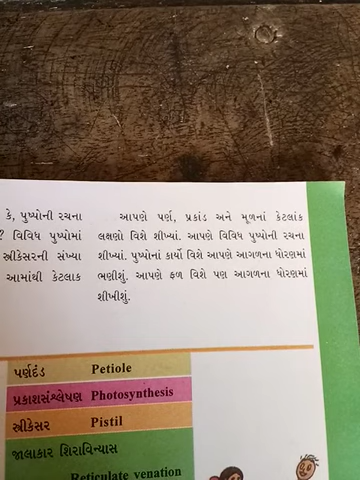 કે, પુષ્પોની રચના
? વિવિધ પુષ્પોમાં
સ્ત્રીકેસરની સંખ્યા
આમાંથી કેટલાક
આપણે પર્ણ, પ્રકાંડ અને મૂળનાં કેટલાંક
લક્ષણો વિશે શીખ્યાં. આપણે વિવિધ પુષ્પોની રચના
શીખ્યાં. પુષ્પોનાં કાર્યો વિશે આપણે આગળના ધોરણમાં
ભણીશું. આપણે ફળ વિશે પણ આગળના ધોરણમાં
શીખીશું.
પર્ણદંડ Petiole
પ્રકાશસંશ્લેષણ Photosynthesis
સ્ત્રીકેસર Pistil
જાલાકાર શિરાવિન્યાસ
Reticulate venation